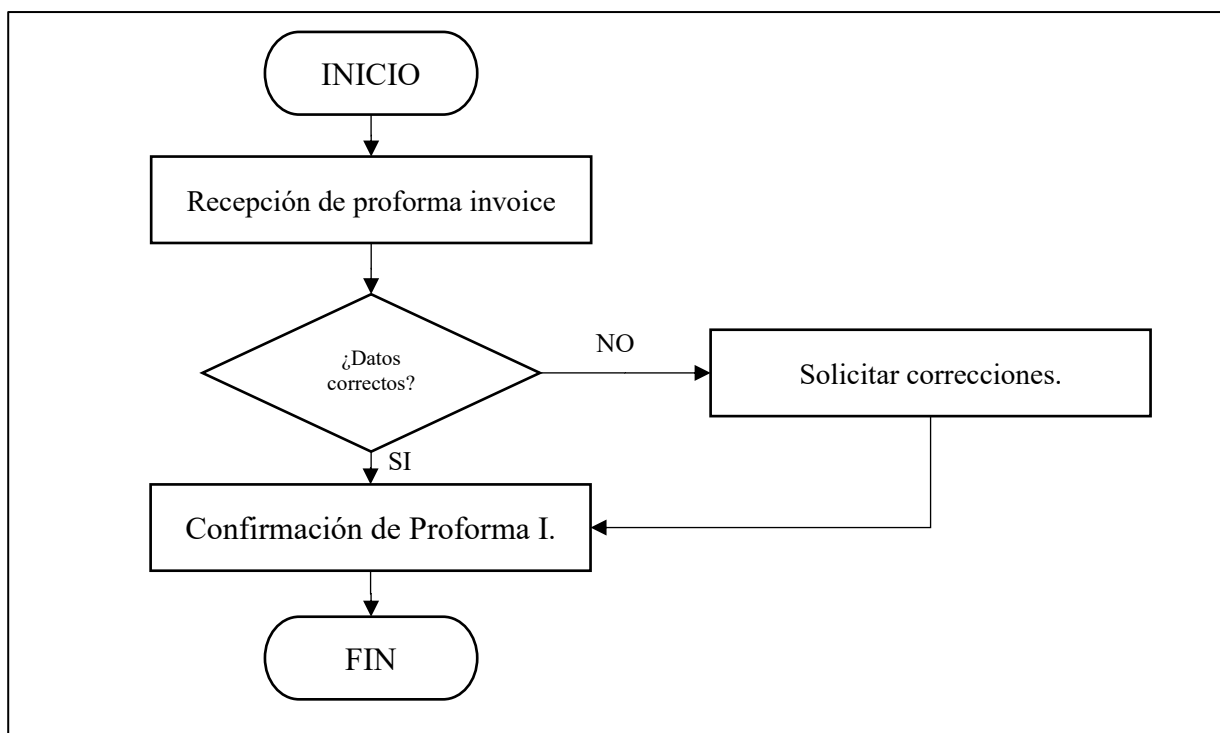 INICIO
Recepción de proforma invoice
¿Datos
correctos?
NO
Solicitar correcciones.
SI
Confirmación de Proforma I.
FIN